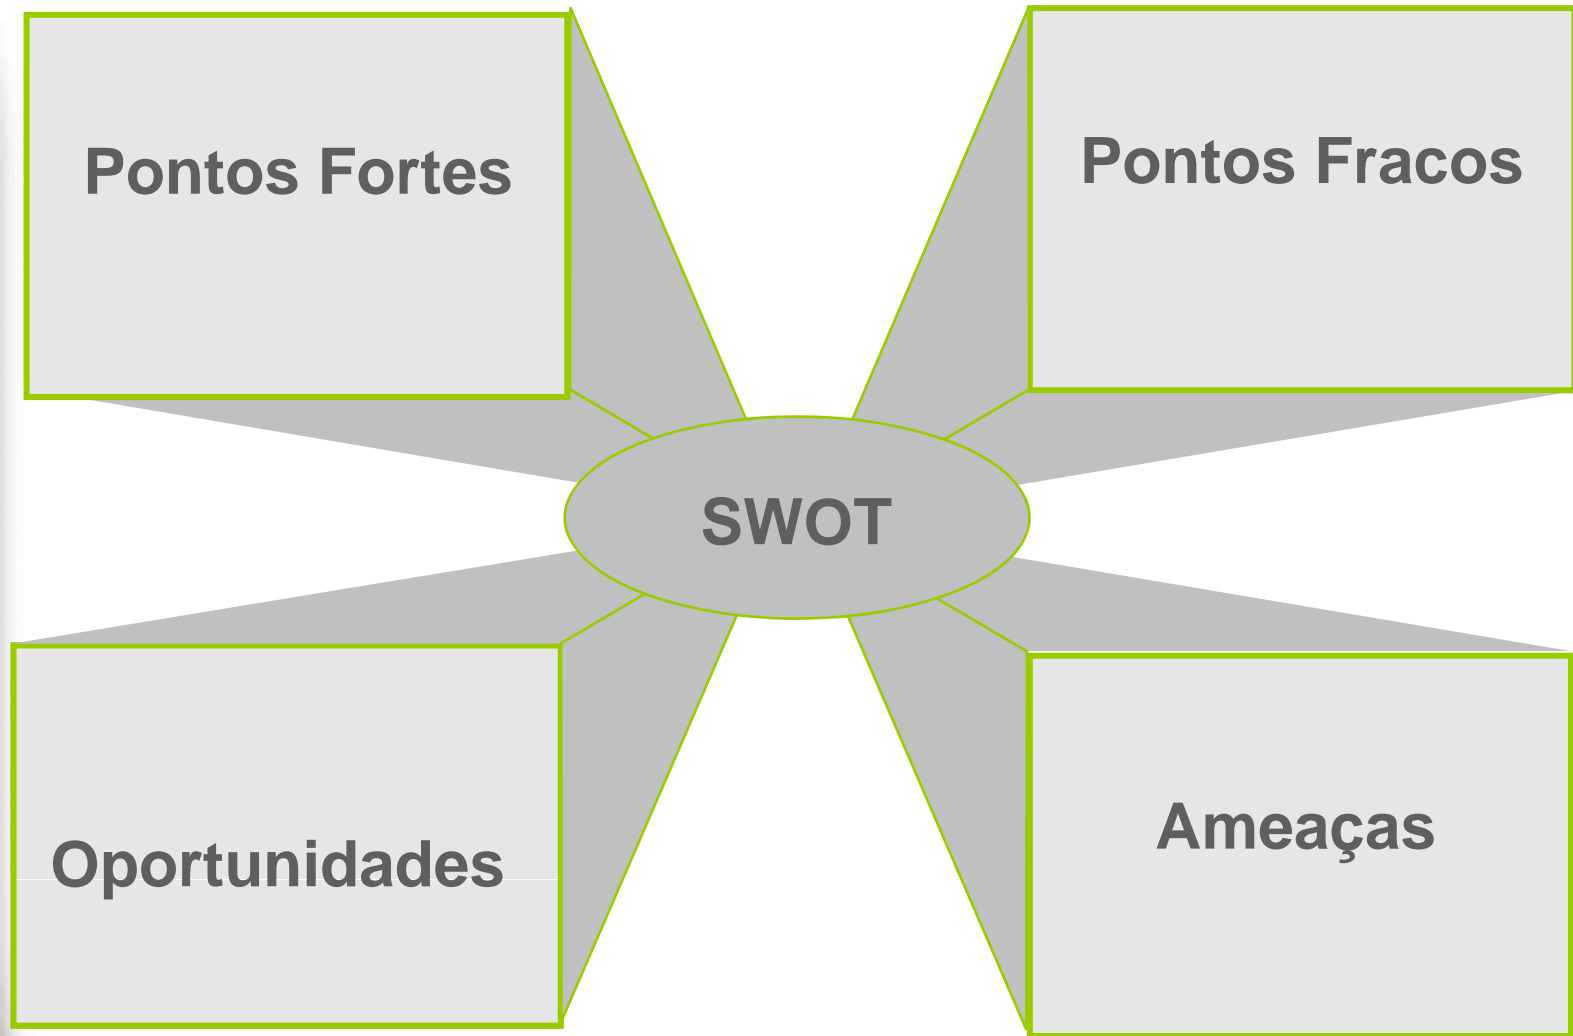 Pontos Fortes
Pontos Fracos
SWOT
Oportunidades
Ameaças